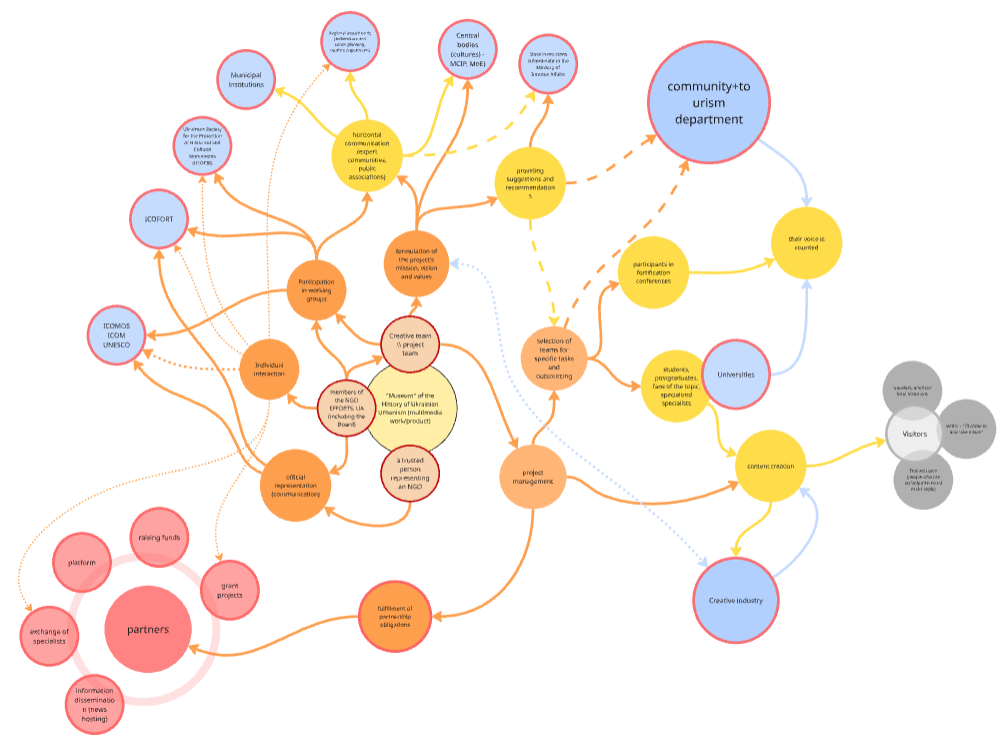 Central
bodies
(cultures) -
MCIP, MoE)
Municipal
institutions
community+to
urism
department
horizontal
communication
(expert
communities,
public
associations)
providing
suggestions and
recommendation
s
ICOFORT
their voice is
counted
formulation of
the project's
mission, vision
and values
participants in
fortification
conferences
Participation
in working
groups
ICOMOS
ICOM
UNESCO
Creative team
\\ project
team
selection of
teams for
specific tasks
and
outsourcing
Individual
interaction
students,
postgraduates,
fans of the topic,
specialized
specialists
Universities
members of
the NGO
EFFORTS, UA
(including the
Board)
"Museum" of the
History of Ukrainian
Urbanism (multimedia
work/product)
Visitors
a trusted
person
representing
an NGO
official
representation
(communication)
project
management
content creation
raising funds
platform
grant
projects
exchange of
specialists
partners
fulfillment of
partnership
obligations
Creative industry
information
disseminatio
n (news
hosting)